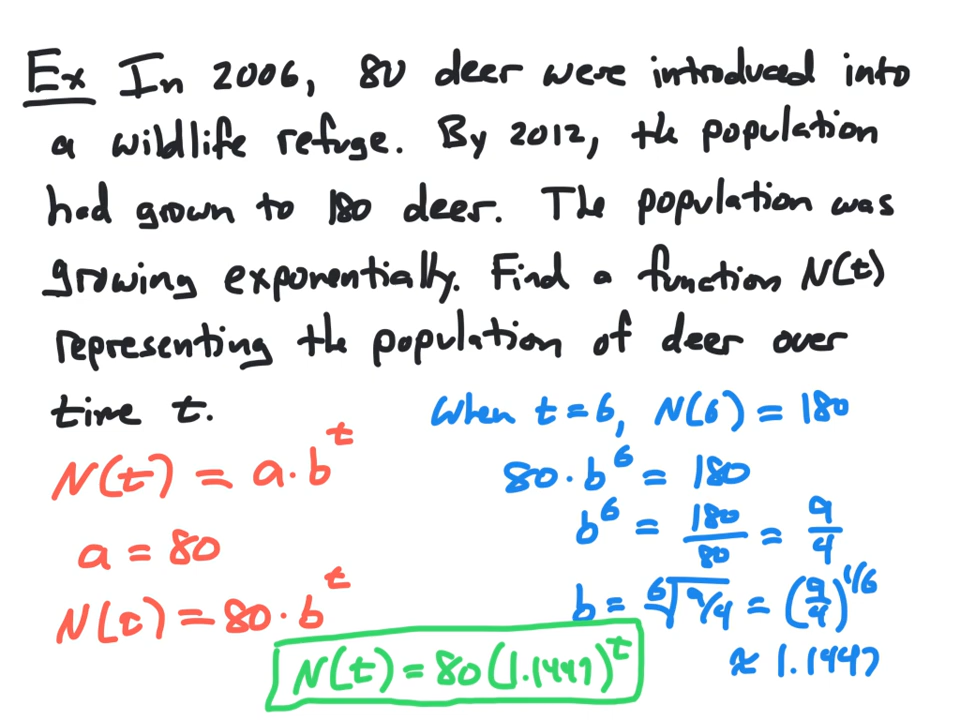 Ex In 2006, 80 deer were introduced into
a wildlife refuge. By 2012, the population
had grown to 180 deer. The population was
growing exponentially. Find a function N(t)
representing the population of deer over
time t.
N(t) = a·b^t
a = 80
N(t) = 80·b^t
when t = 6, N(6) = 180
80·b^6 = 180
b^6 = 180/80 = 9/4
b = ⁶√9/4 = (9/4)^1/6
≈ 1.1447
N(t) = 80(1.1447)^t